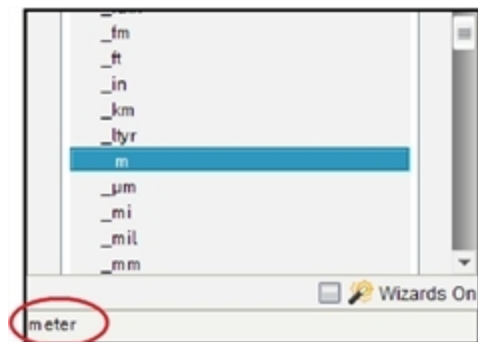 _fm
_ft
_in
_km
_ltyr
_m
_µm
_mi
_mil
_mm
Wizards On
meter